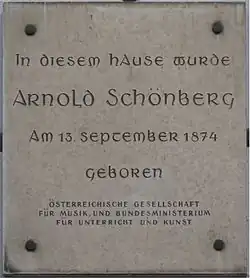 In diesem Hause wurde
Arnold Schönberg
Am 13. September 1874
geboren
ÖSTERREICHISCHE GESELLSCHAFT
FÜR MUSIK, UND BUNDESMINISTERIUM
FÜR UNTERRICHT UND KUNST